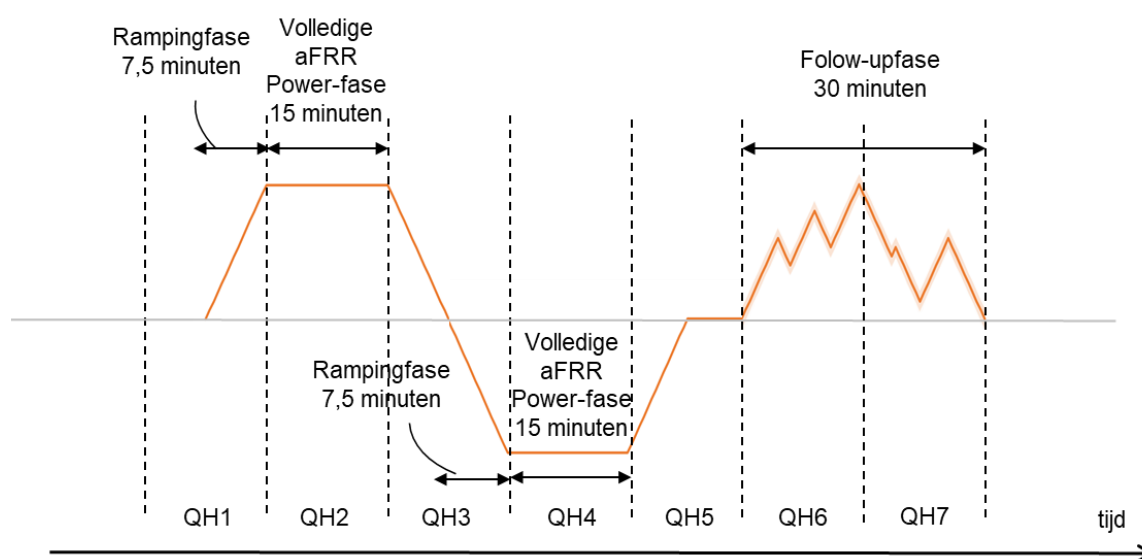 Rampingfase
7,5 minuten
Volledige
aFRR
Power-fase
15 minuten
Folow-upfase
30 minuten
Rampingfase
7,5 minuten
Volledige
aFRR
Power-fase
15 minuten
QH1
QH2
QH3
QH4
QH5
QH6
QH7
tijd